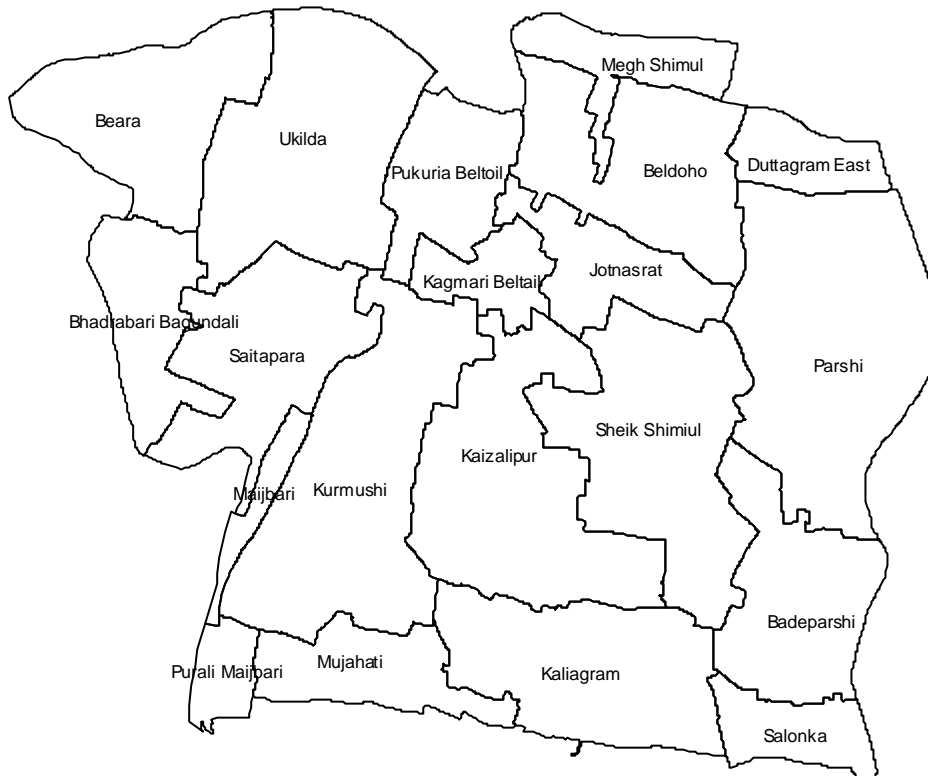 Megh Shimul
Beara
Ukilda
Pukuria Beltoil
Beldoho
Duttagram East
Kagmari Beltail
Jotnasrat
Bhadrabari Bagundali
Saitapara
Parshi
Sheik Shimiul
Kaizalipur
Maijbari
Kurmushi
Badeparshi
Purali Maijbari
Mujahati
Kaliagram
Salonka